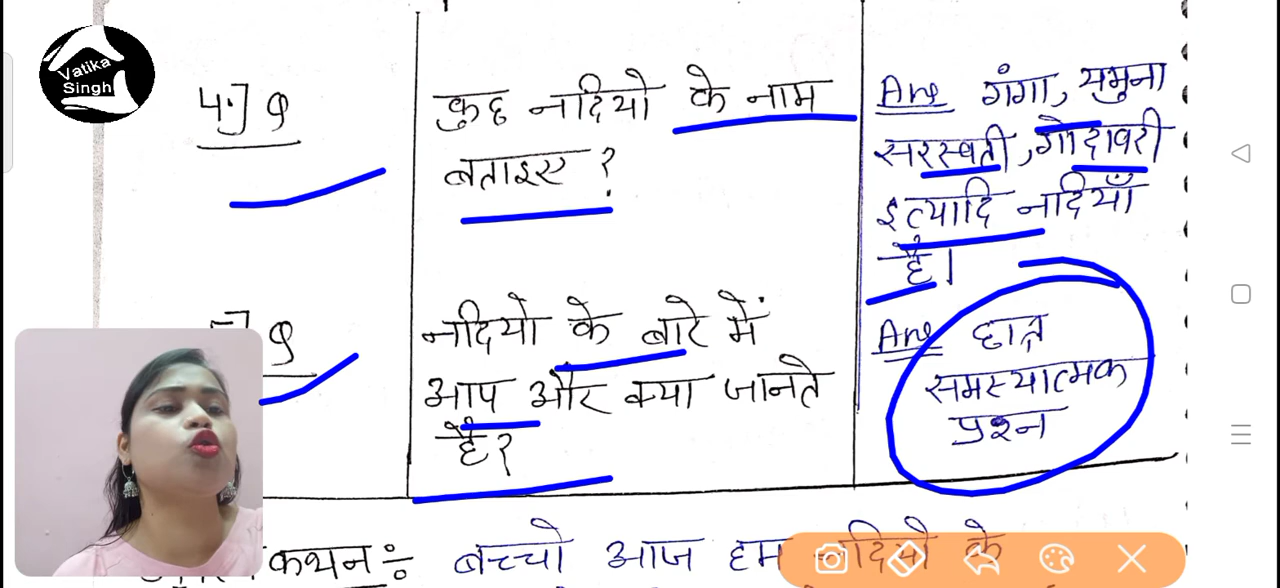 Vatika
Singh
4·] Q
कुछ नदियो के नाम
बताइए ?
Ans गंगा, यमुना
सरस्वती, गोदावरी
इत्यादि नदियाँ
है।
Q
नदियो के बारे में
आप और क्या जानते
है ?
Ans छात्र
समस्यात्मक
प्रश्न
कथन ÷ बच्चो आज हम नदियो के